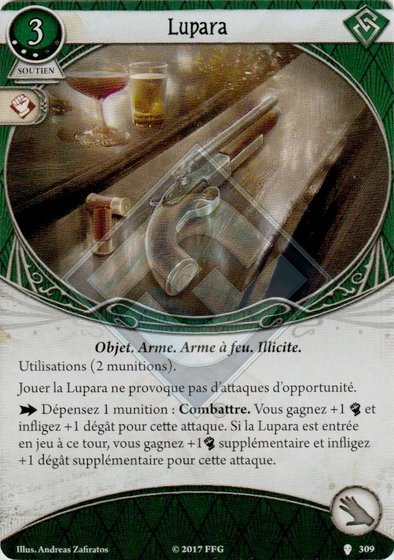 3
Lupara
SOUTIEN
Objet. Arme. Arme à feu. Illicite.
Utilisations (2 munitions).
Jouer la Lupara ne provoque pas d'attaques d'opportunité.
Dépensez 1 munition : Combattre. Vous gagnez +1 et
infligez +1 dégât pour cette attaque. Si la Lupara est entrée
en jeu à ce tour, vous gagnez +1 supplémentaire et infligez
+1 dégât supplémentaire pour cette attaque.
Illus. Andreas Zafiratos © 2017 FFG 309